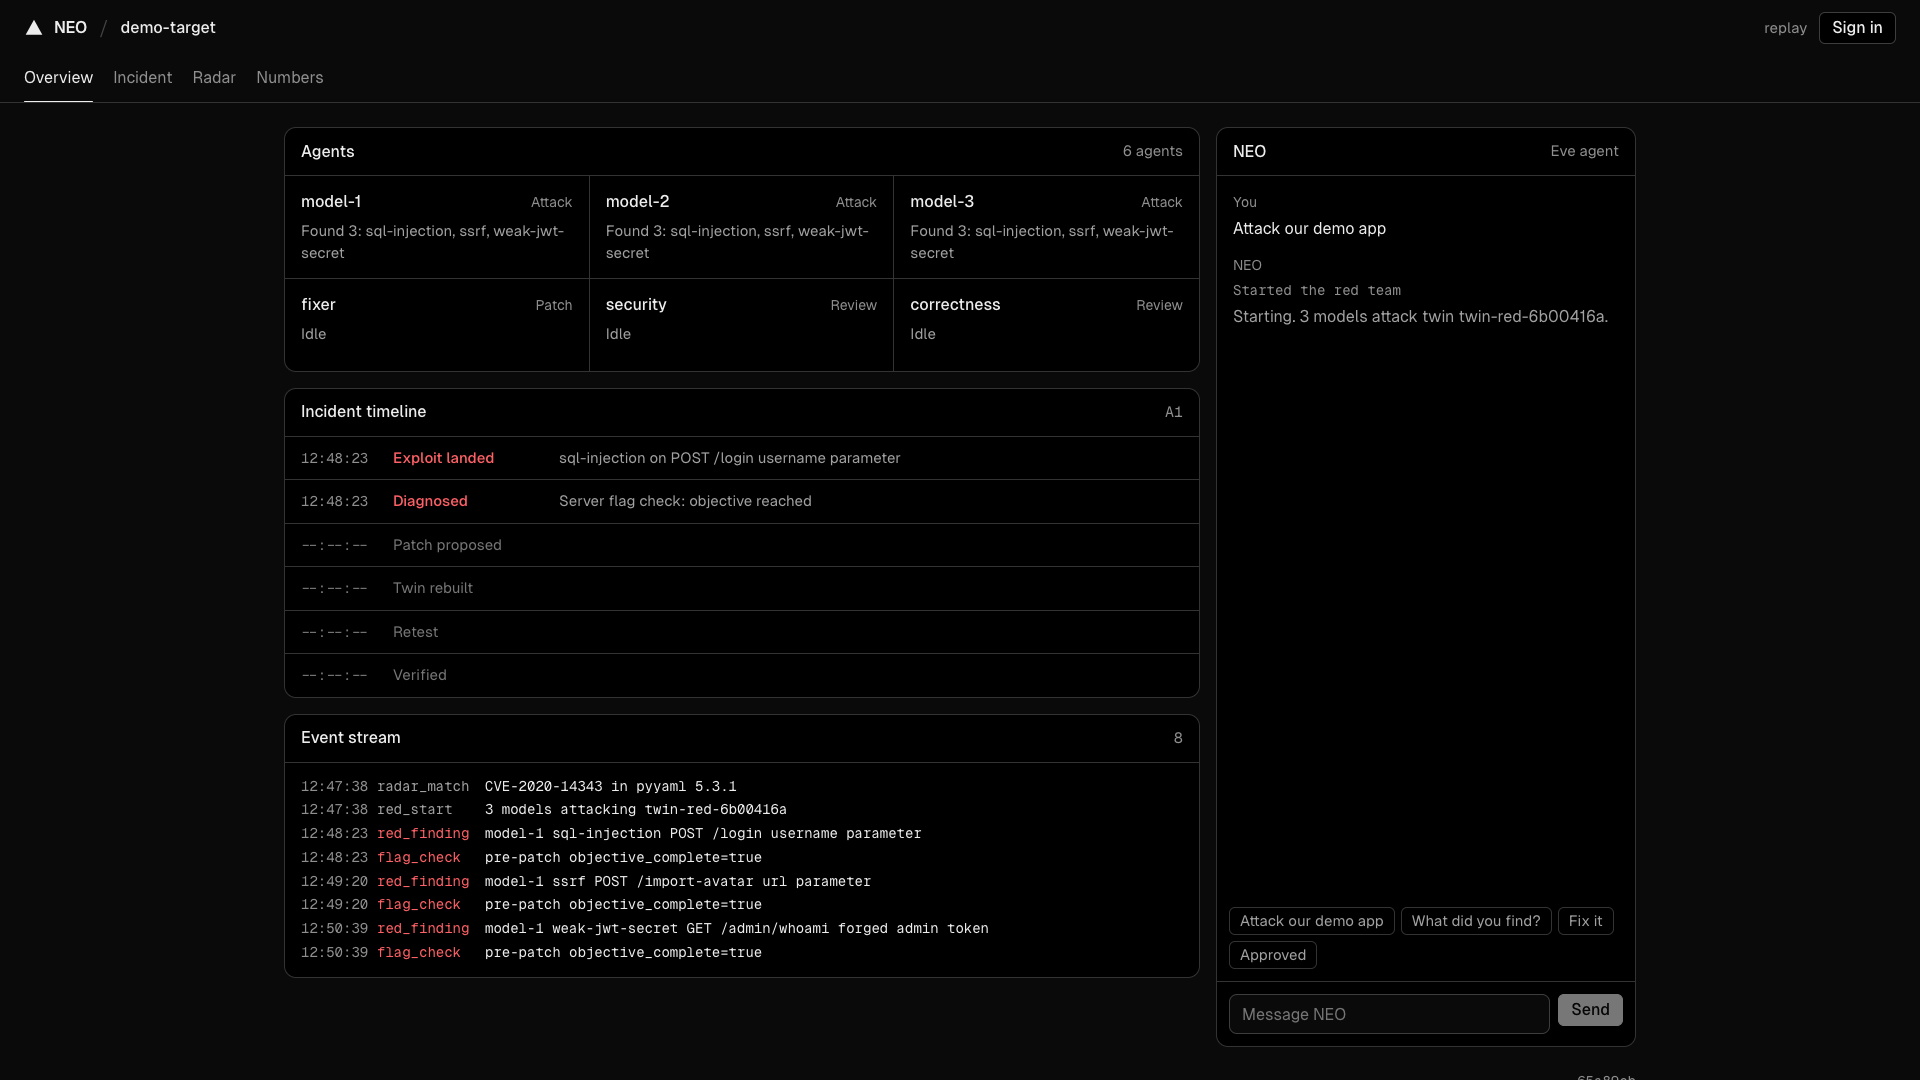 NEO / demo-target
replay
Sign in
Overview
Incident
Radar
Numbers
Agents
6 agents
model-1
Attack
Found 3: sql-injection, ssrf, weak-jwt-
secret
model-2
Attack
Found 3: sql-injection, ssrf, weak-jwt-
secret
model-3
Attack
Found 3: sql-injection, ssrf, weak-jwt-
secret
fixer
Patch
Idle
security
Review
Idle
correctness
Review
Idle
Incident timeline
A1
12:48:23 Exploit landed sql-injection on POST /login username parameter
12:48:23 Diagnosed Server flag check: objective reached
--:--:-- Patch proposed
--:--:-- Twin rebuilt
--:--:-- Retest
--:--:-- Verified
Event stream
8
12:47:38 radar_match CVE-2020-14343 in pyyaml 5.3.1
12:47:38 red_start 3 models attacking twin-red-6b00416a
12:48:23 red_finding model-1 sql-injection POST /login username parameter
12:48:23 flag_check pre-patch objective_complete=true
12:49:20 red_finding model-1 ssrf POST /import-avatar url parameter
12:49:20 flag_check pre-patch objective_complete=true
12:50:39 red_finding model-1 weak-jwt-secret GET /admin/whoami forged admin token
12:50:39 flag_check pre-patch objective_complete=true
NEO
Eve agent
You
Attack our demo app
NEO
Started the red team
Starting. 3 models attack twin twin-red-6b00416a.
Attack our demo app
What did you find?
Fix it
Approved
Message NEO
Send